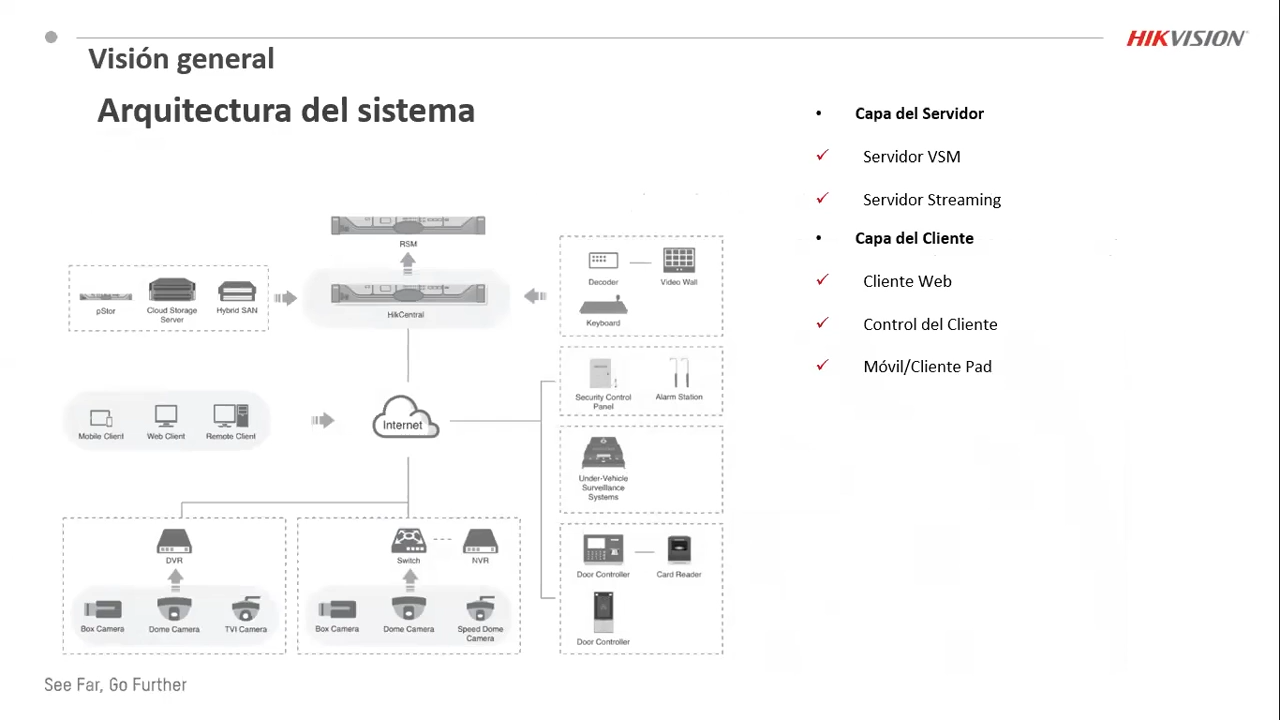 HIKVISION
Visión general
Arquitectura del sistema
• Capa del Servidor
✓ Servidor VSM
✓ Servidor Streaming
• Capa del Cliente
✓ Cliente Web
✓ Control del Cliente
✓ Móvil/Cliente Pad
RSM
HikCentral
pStor
Cloud Storage
Server
Hybrid SAN
Decoder
Video Wall
Keyboard
Security Control
Panel
Alarm Station
Mobile Client
Web Client
Remote Client
Internet
Under-Vehicle
Surveillance
Systems
DVR
Box Camera
Dome Camera
TVI Camera
Switch
NVR
Box Camera
Dome Camera
Speed Dome
Camera
Door Controller
Card Reader
Door Controller
See Far, Go Further